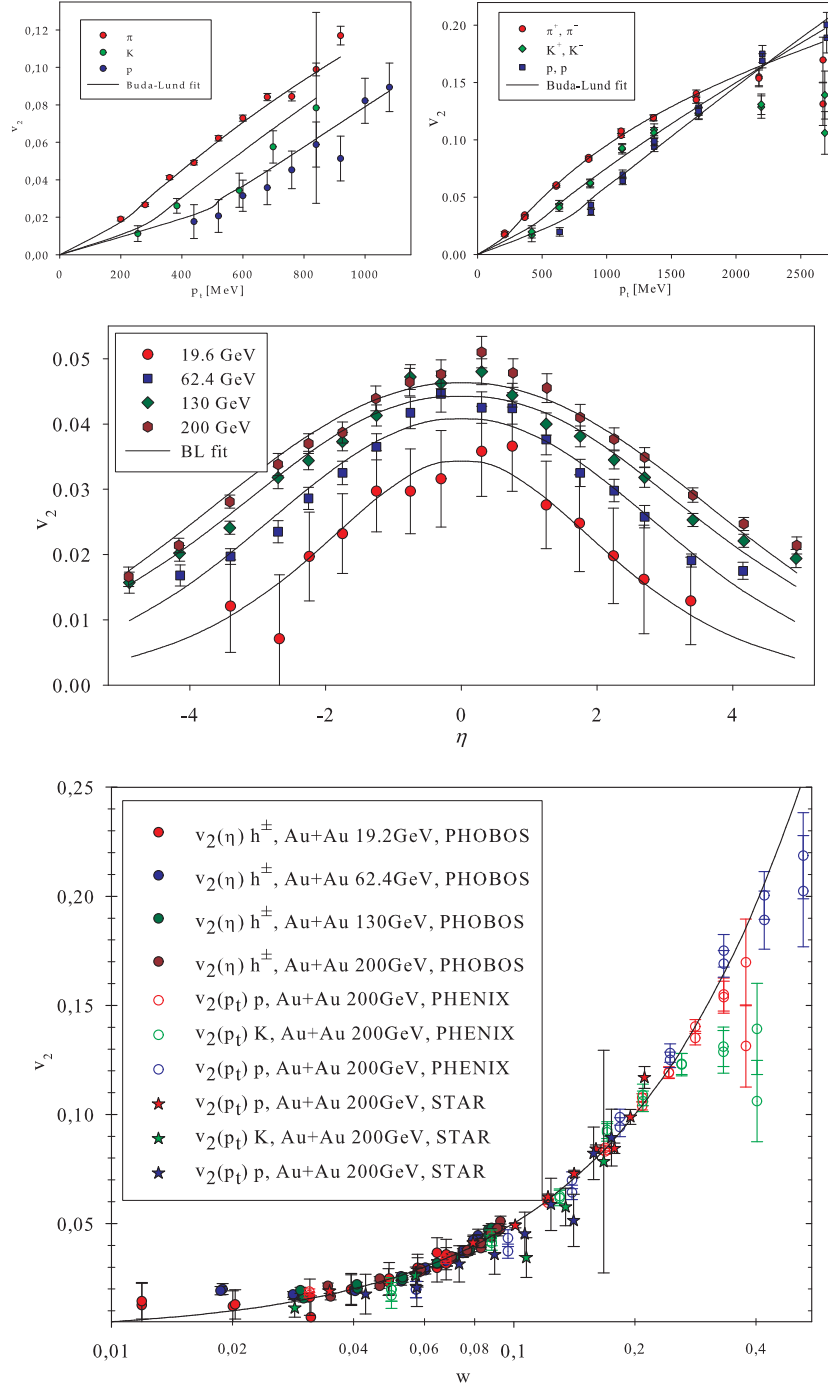 0,12
0,10
0,08
0,06
0,04
0,02
0,00
v2
π
K
p
Buda-Lund fit
0 200 400 600 800 1000
pt [MeV]
0.20
0.15
0.10
0.05
0.00
v2
π+, π−
K+, K−
p, p
Buda-Lund fit
0 500 1000 1500 2000 2500
pt [MeV]
0.05
0.04
0.03
0.02
0.01
0.00
v2
19.6 GeV
62.4 GeV
130 GeV
200 GeV
BL fit
-4 -2 0 2 4
η
0,25
0,20
0,15
0,10
0,05
v2
v2(η) h±, Au+Au 19.2GeV, PHOBOS
v2(η) h±, Au+Au 62.4GeV, PHOBOS
v2(η) h±, Au+Au 130GeV, PHOBOS
v2(η) h±, Au+Au 200GeV, PHOBOS
v2(pt) p, Au+Au 200GeV, PHENIX
v2(pt) K, Au+Au 200GeV, PHENIX
v2(pt) p, Au+Au 200GeV, PHENIX
v2(pt) p, Au+Au 200GeV, STAR
v2(pt) K, Au+Au 200GeV, STAR
v2(pt) p, Au+Au 200GeV, STAR
0,01 0,02 0,04 0,06 0,08 0,1 0,2 0,4
w